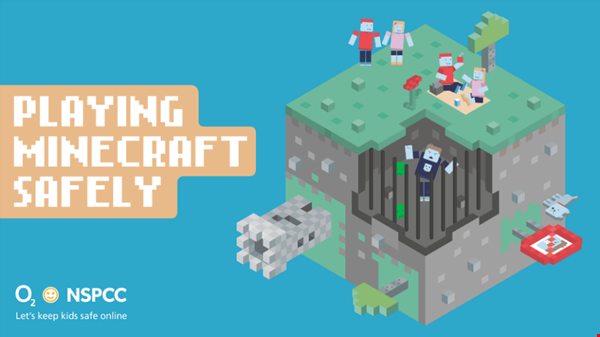 PLAYING
MINECRAFT
SAFELY
O2 NSPCC
Let's keep kids safe online